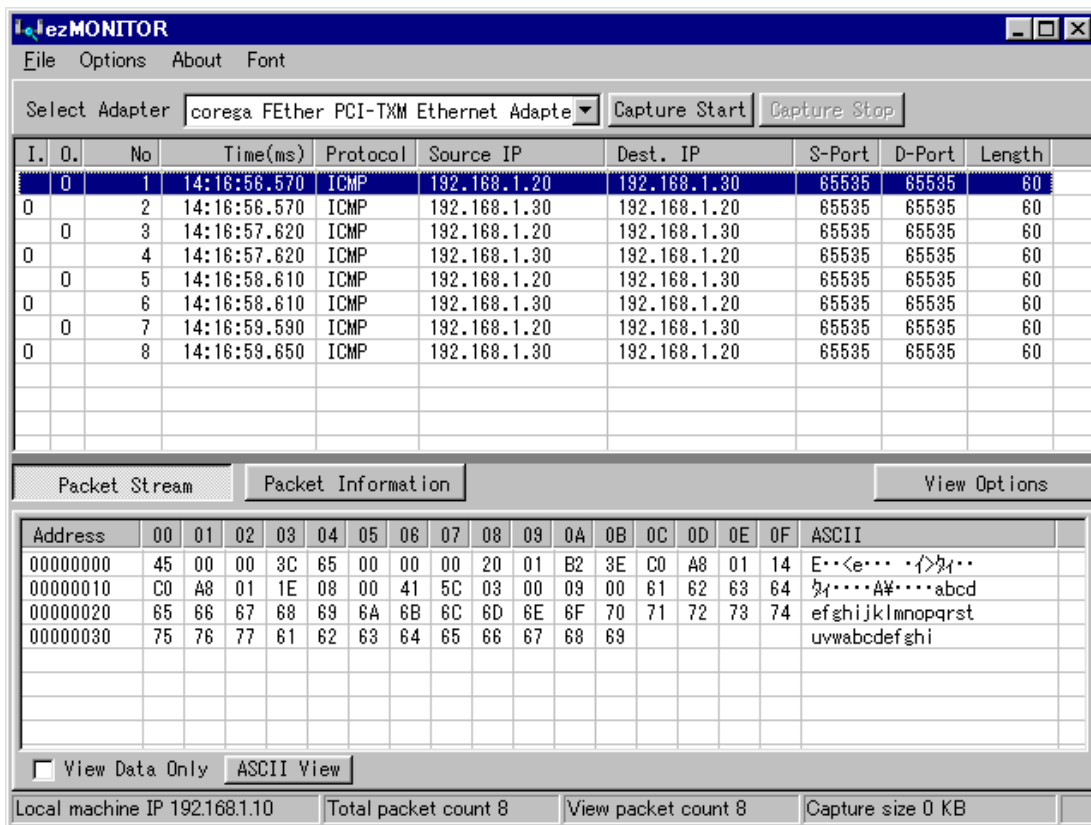 ezMONITOR
File Options About Font
Select Adapter corega FEther PCI-TXM Ethernet Adapte Capture Start Capture Stop
I. O. No Time(ms) Protocol Source IP Dest. IP S-Port D-Port Length
O 1 14:16:56.570 ICMP 192.168.1.20 192.168.1.30 65535 65535 60
O 2 14:16:56.570 ICMP 192.168.1.30 192.168.1.20 65535 65535 60
O 3 14:16:57.620 ICMP 192.168.1.20 192.168.1.30 65535 65535 60
O 4 14:16:57.620 ICMP 192.168.1.30 192.168.1.20 65535 65535 60
O 5 14:16:58.610 ICMP 192.168.1.20 192.168.1.30 65535 65535 60
O 6 14:16:58.610 ICMP 192.168.1.30 192.168.1.20 65535 65535 60
O 7 14:16:59.590 ICMP 192.168.1.20 192.168.1.30 65535 65535 60
O 8 14:16:59.650 ICMP 192.168.1.30 192.168.1.20 65535 65535 60
Packet Stream Packet Information View Options
Address 00 01 02 03 04 05 06 07 08 09 0A 0B 0C 0D 0E 0F ASCII
00000000 45 00 00 3C 65 00 00 00 20 01 B2 3E C0 A8 01 14 E・・<e・・・ ・ｲ>ﾀｨ・・
00000010 C0 A8 01 1E 08 00 41 5C 03 00 09 00 61 62 63 64 ﾀｨ・・・・A¥・・・・abcd
00000020 65 66 67 68 69 6A 6B 6C 6D 6E 6F 70 71 72 73 74 efghijklmnopqrst
00000030 75 76 77 61 62 63 64 65 66 67 68 69 uvwabcdefghi
View Data Only ASCII View
Local machine IP 192.168.1.10 Total packet count 8 View packet count 8 Capture size 0 KB